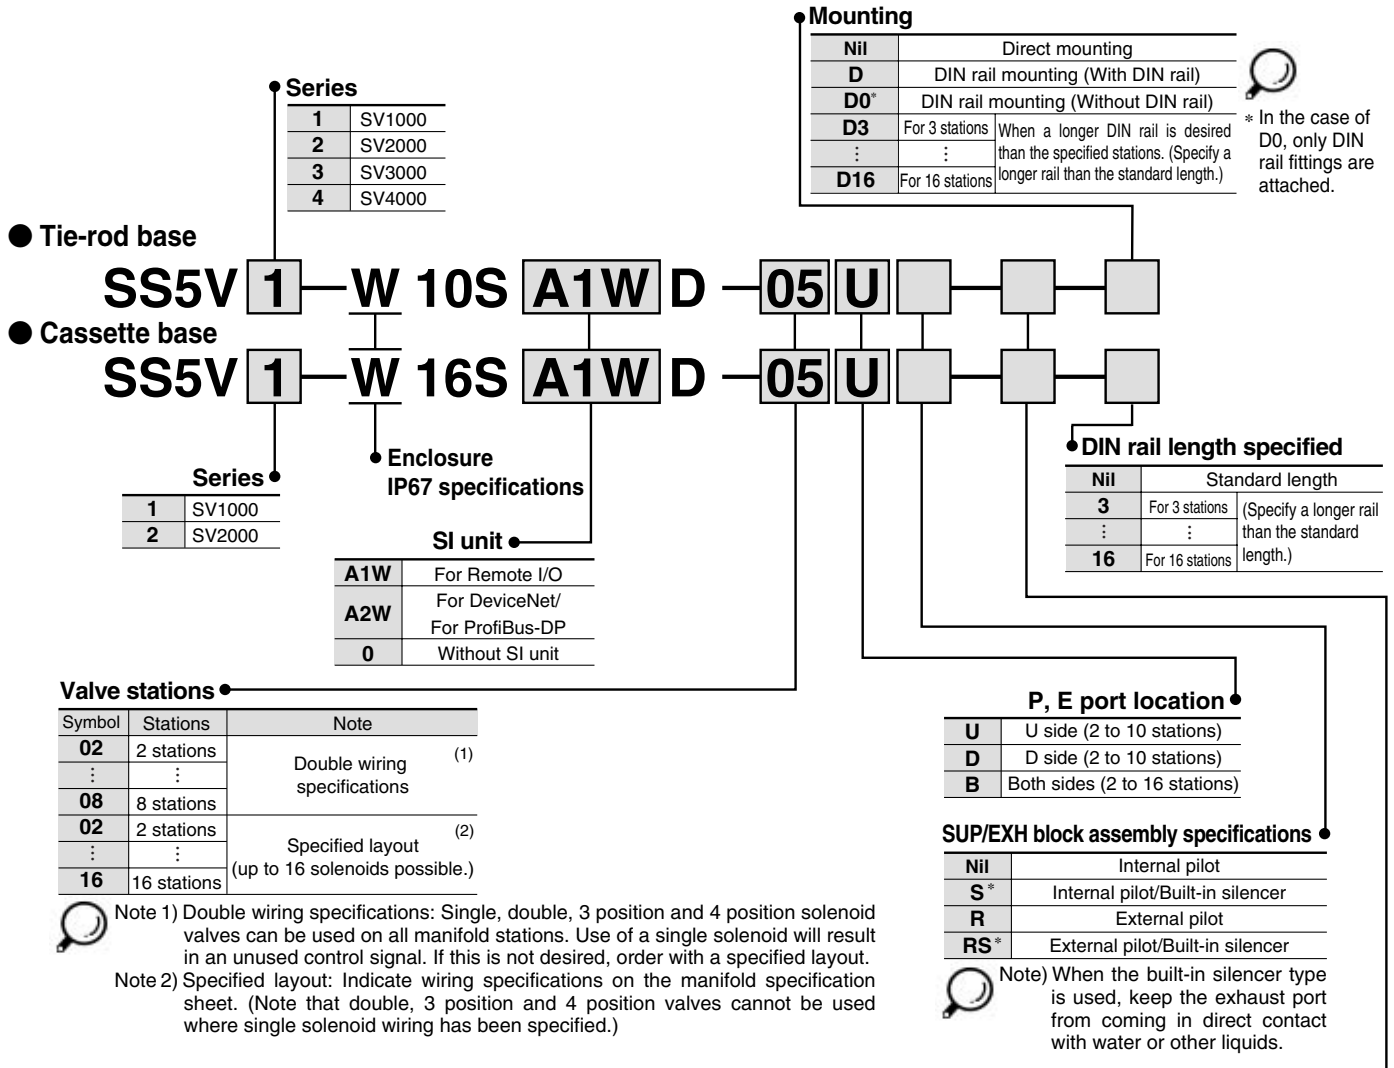 Mounting
Nil Direct mounting
D DIN rail mounting (With DIN rail)
D0* DIN rail mounting (Without DIN rail)
D3 For 3 stations When a longer DIN rail is desired
⋮ ⋮ than the specified stations. (Specify a
D16 For 16 stations longer rail than the standard length.)
* In the case of
D0, only DIN
rail fittings are
attached.
Series
1 SV1000
2 SV2000
3 SV3000
4 SV4000
● Tie-rod base
SS5V 1 — W 10S A1W D — 05 U
● Cassette base
SS5V 1 — W 16S A1W D — 05 U
Enclosure
IP67 specifications
Series
1 SV1000
2 SV2000
DIN rail length specified
Nil Standard length
3 For 3 stations (Specify a longer rail
⋮ ⋮ than the standard
16 For 16 stations length.)
SI unit
A1W For Remote I/O
A2W For DeviceNet/
For ProfiBus-DP
0 Without SI unit
Valve stations
Symbol Stations Note
02 2 stations Double wiring (1)
⋮ ⋮ specifications
08 8 stations
02 2 stations Specified layout (2)
⋮ ⋮ (up to 16 solenoids possible.)
16 16 stations
P, E port location
U U side (2 to 10 stations)
D D side (2 to 10 stations)
B Both sides (2 to 16 stations)
SUP/EXH block assembly specifications
Nil Internal pilot
S* Internal pilot/Built-in silencer
R External pilot
RS* External pilot/Built-in silencer
Note 1) Double wiring specifications: Single, double, 3 position and 4 position solenoid
valves can be used on all manifold stations. Use of a single solenoid will result
in an unused control signal. If this is not desired, order with a specified layout.
Note 2) Specified layout: Indicate wiring specifications on the manifold specification
sheet. (Note that double, 3 position and 4 position valves cannot be used
where single solenoid wiring has been specified.)
Note) When the built-in silencer type
is used, keep the exhaust port
from coming in direct contact
with water or other liquids.